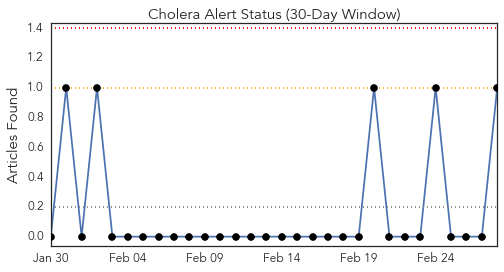 Cholera Alert Status (30-Day Window)
Articles Found
1.4
1.2
1.0
0.8
0.6
0.4
0.2
0.0
Jan 30 Feb 04 Feb 09 Feb 14 Feb 19 Feb 24